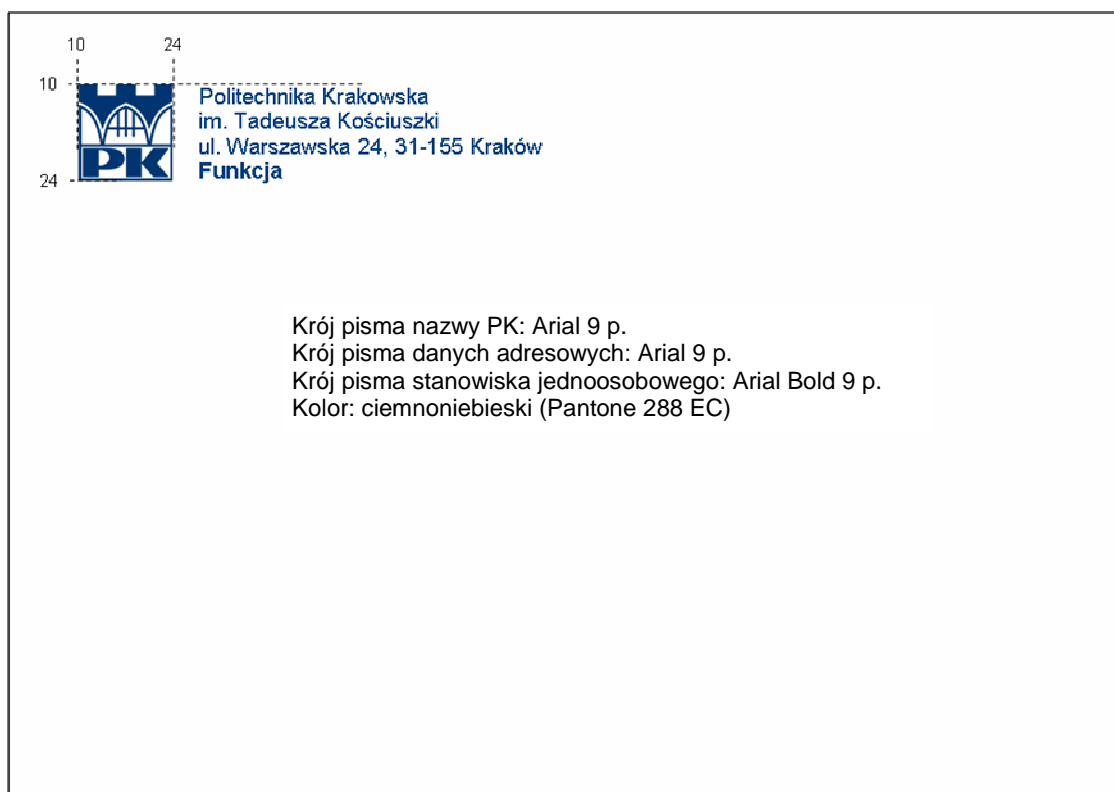 10 24
10
Politechnika Krakowska
im. Tadeusza Kościuszki
ul. Warszawska 24, 31-155 Kraków
PK
Funkcja
24
Krój pisma nazwy PK: Arial 9 p.
Krój pisma danych adresowych: Arial 9 p.
Krój pisma stanowiska jednoosobowego: Arial Bold 9 p.
Kolor: ciemnoniebieski (Pantone 288 EC)